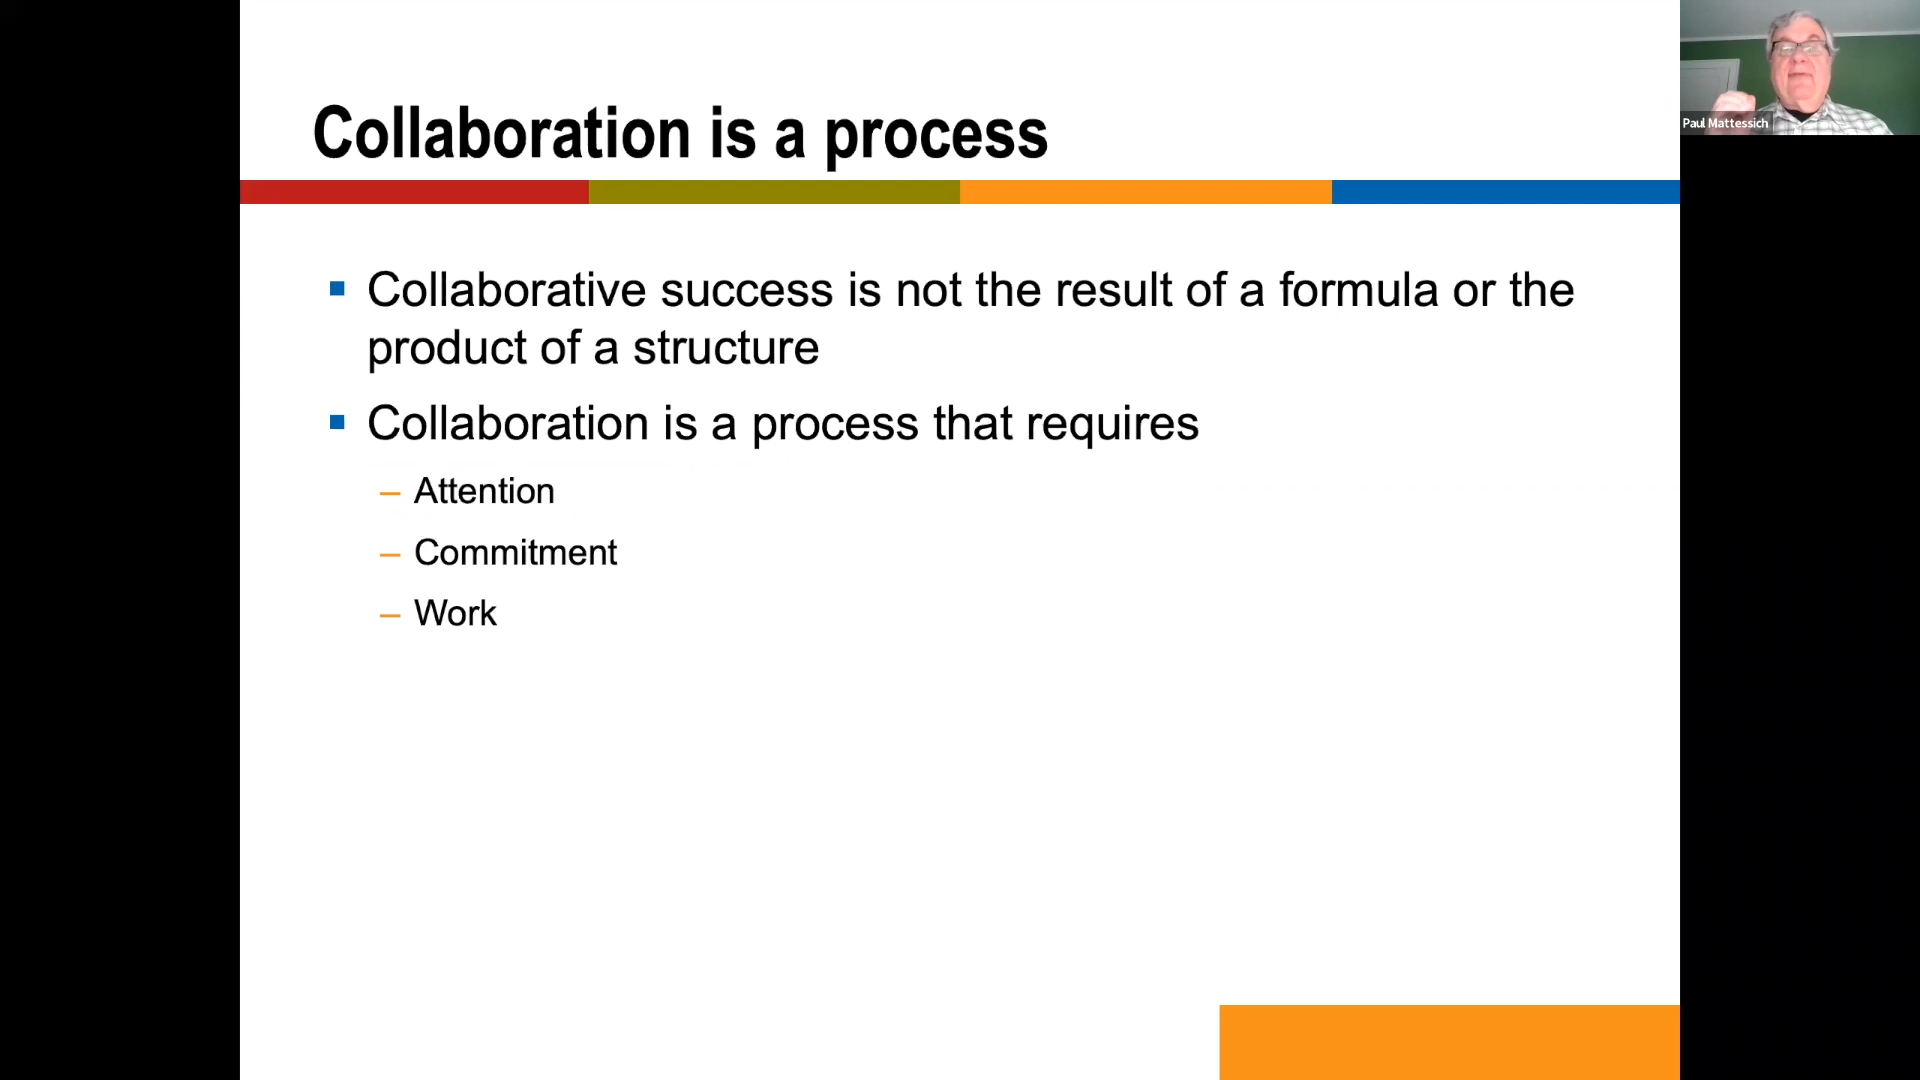 Collaboration is a process
Paul Mattessich
▪ Collaborative success is not the result of a formula or the
product of a structure
▪ Collaboration is a process that requires
– Attention
– Commitment
– Work